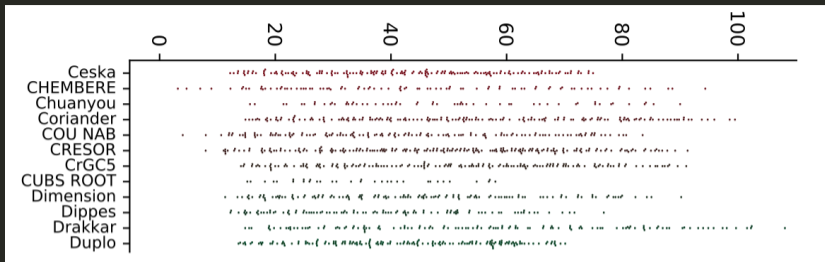 0 20 40 60 80 100
Ceska
CHEMBERE
Chuanyou
Coriander
COU NAB
CRESOR
CrGC5
CUBS ROOT
Dimension
Dippes
Drakkar
Duplo